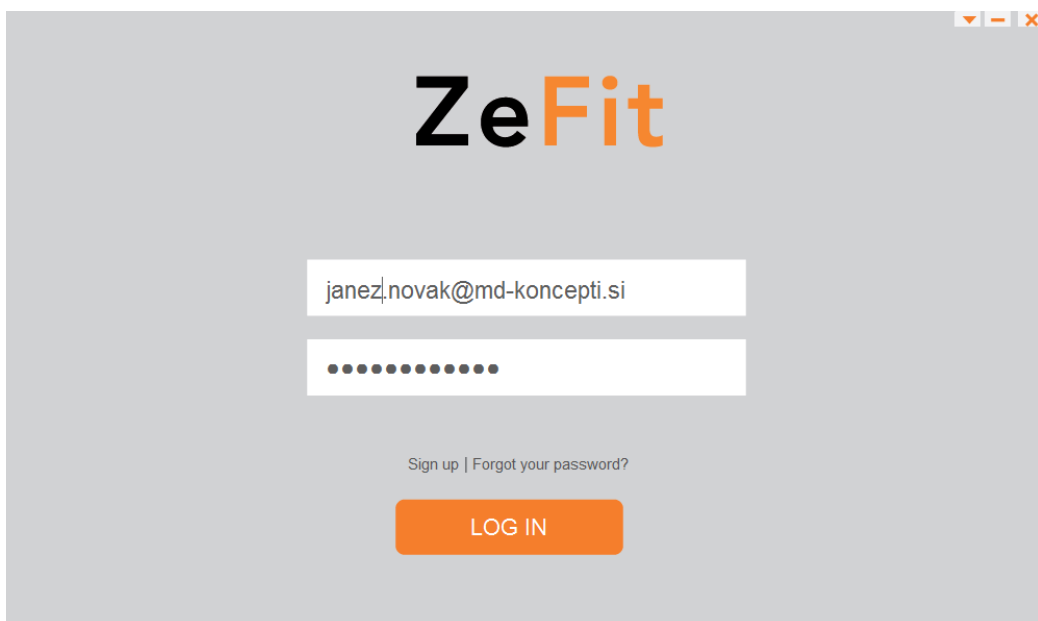 ZeFit
janez.novak@md-koncepti.si
●●●●●●●●●●●●
Sign up | Forgot your password?
LOG IN